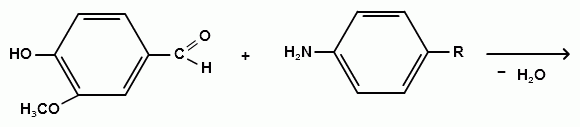 O
HO C H + H₂N R
− H₂O
H₃CO